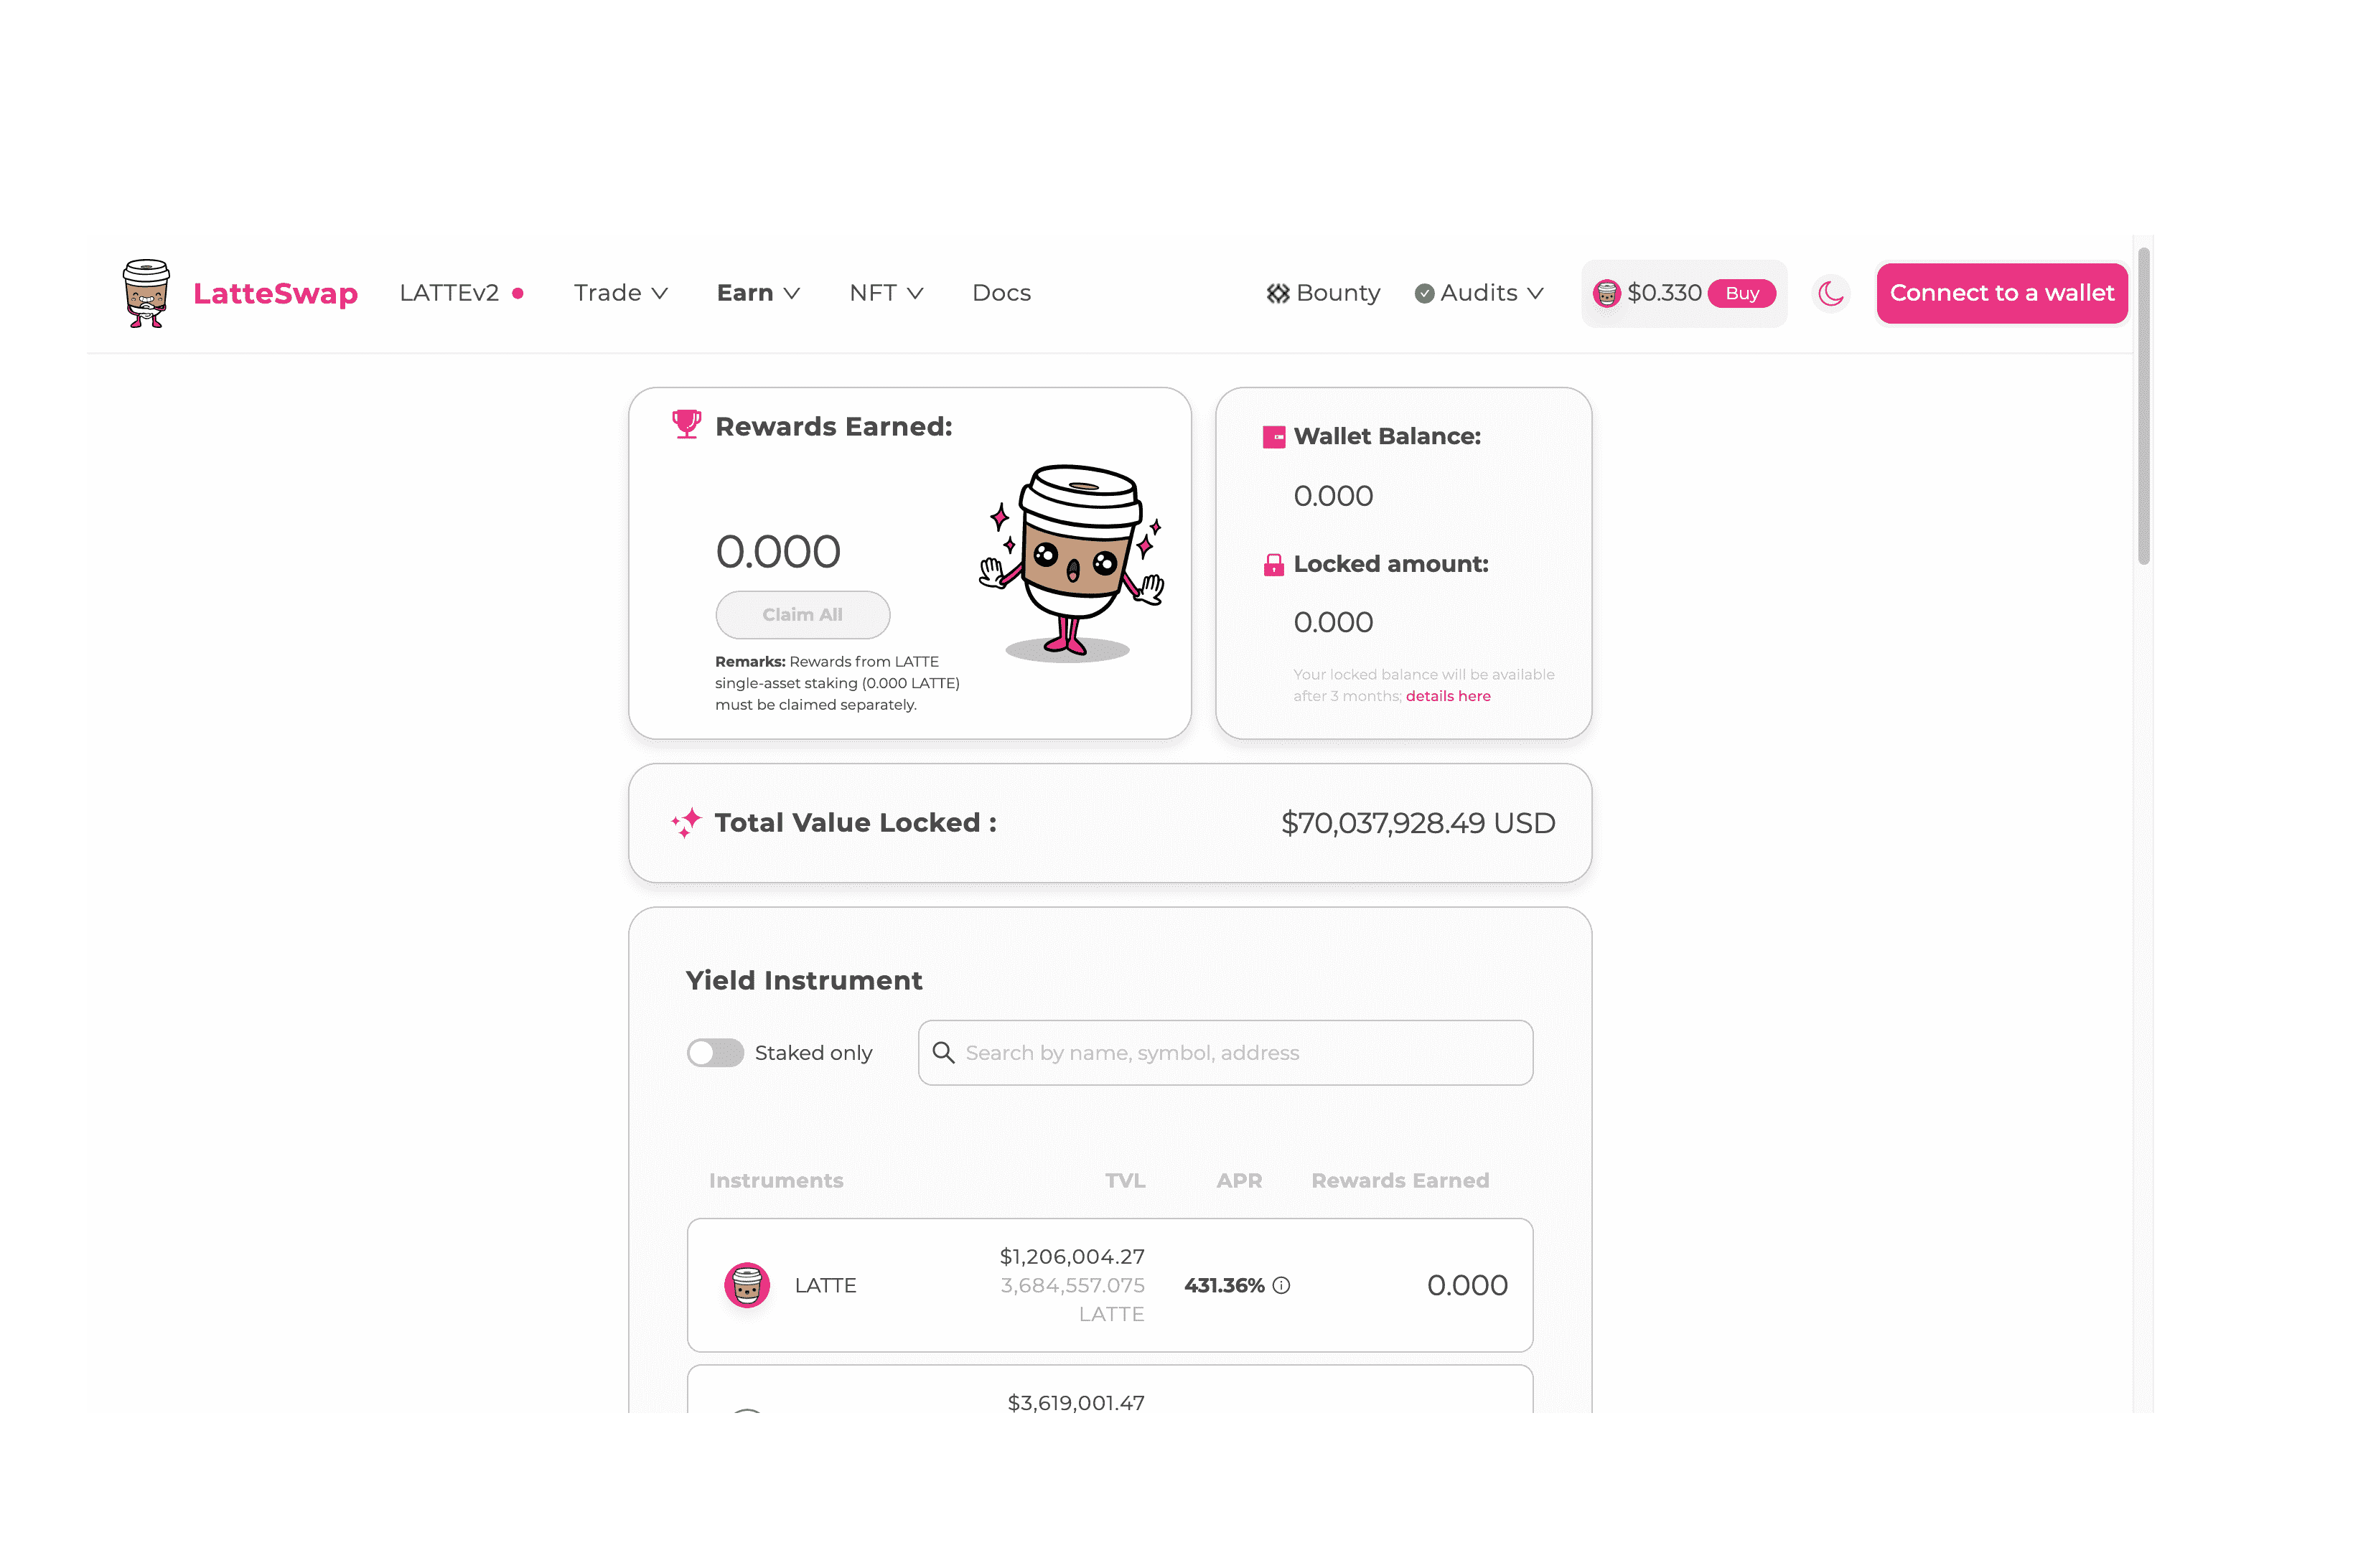 LatteSwap LATTEv2 Trade Earn NFT Docs Bounty Audits $0.330 Buy Connect to a wallet
Rewards Earned:
0.000
Claim All
Remarks: Rewards from LATTE
single-asset staking (0.000 LATTE)
must be claimed separately.
Wallet Balance:
0.000
Locked amount:
0.000
Your locked balance will be available
after 3 months; details here
Total Value Locked : $70,037,928.49 USD
Yield Instrument
Staked only Search by name, symbol, address
Instruments TVL APR Rewards Earned
$1,206,004.27
LATTE 3,684,557.075 431.36% 0.000
LATTE
$3,619,001.47